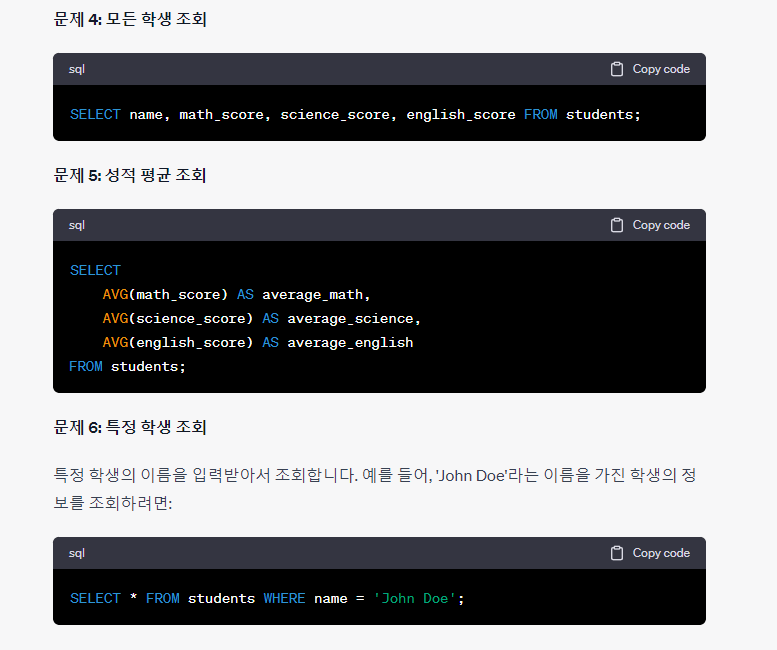 문제 4: 모든 학생 조회
sql Copy code
SELECT name, math_score, science_score, english_score FROM students;
문제 5: 성적 평균 조회
sql Copy code
SELECT
    AVG(math_score) AS average_math,
    AVG(science_score) AS average_science,
    AVG(english_score) AS average_english
FROM students;
문제 6: 특정 학생 조회
특정 학생의 이름을 입력받아서 조회합니다. 예를 들어, 'John Doe'라는 이름을 가진 학생의 정
보를 조회하려면:
sql Copy code
SELECT * FROM students WHERE name = 'John Doe';